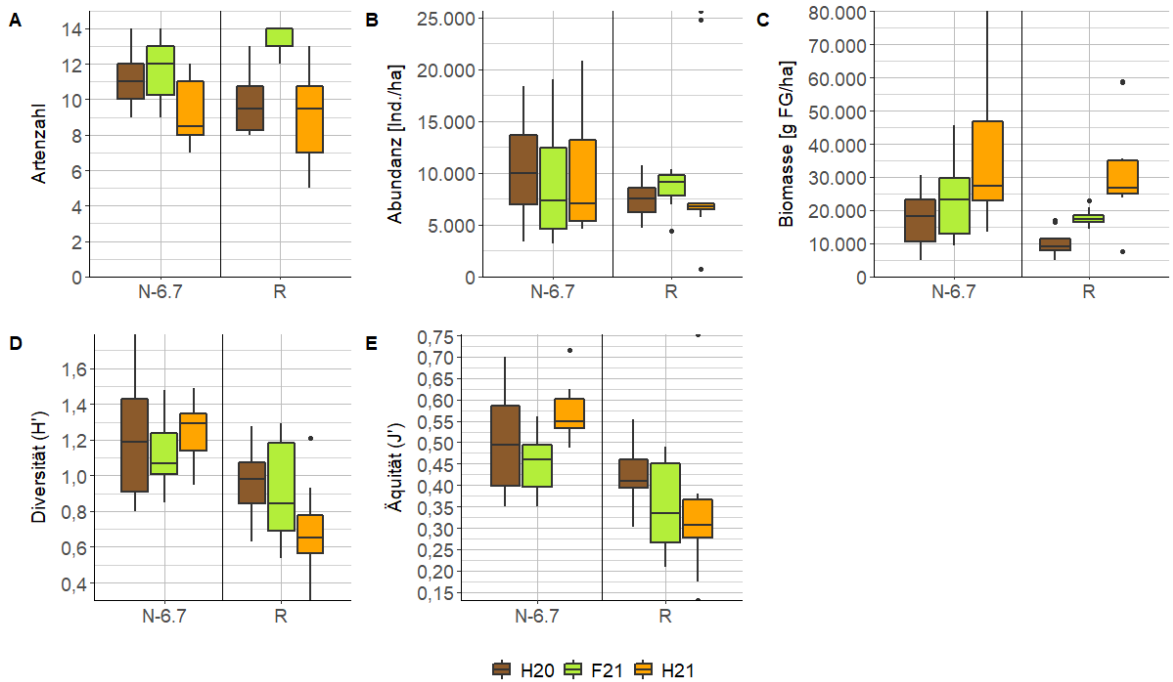 A
Artenzahl
14
12
10
8
6
4
2
0
N-6.7
R
B
Abundanz [Ind./ha]
25.000
20.000
15.000
10.000
5.000
0
N-6.7
R
C
Biomasse [g FG/ha]
80.000
70.000
60.000
50.000
40.000
30.000
20.000
10.000
0
N-6.7
R
D
Diversität (H')
1,6
1,4
1,2
1,0
0,8
0,6
0,4
N-6.7
R
E
Äquität (J')
0,75
0,70
0,65
0,60
0,55
0,50
0,45
0,40
0,35
0,30
0,25
0,20
0,15
N-6.7
R
H20 F21 H21